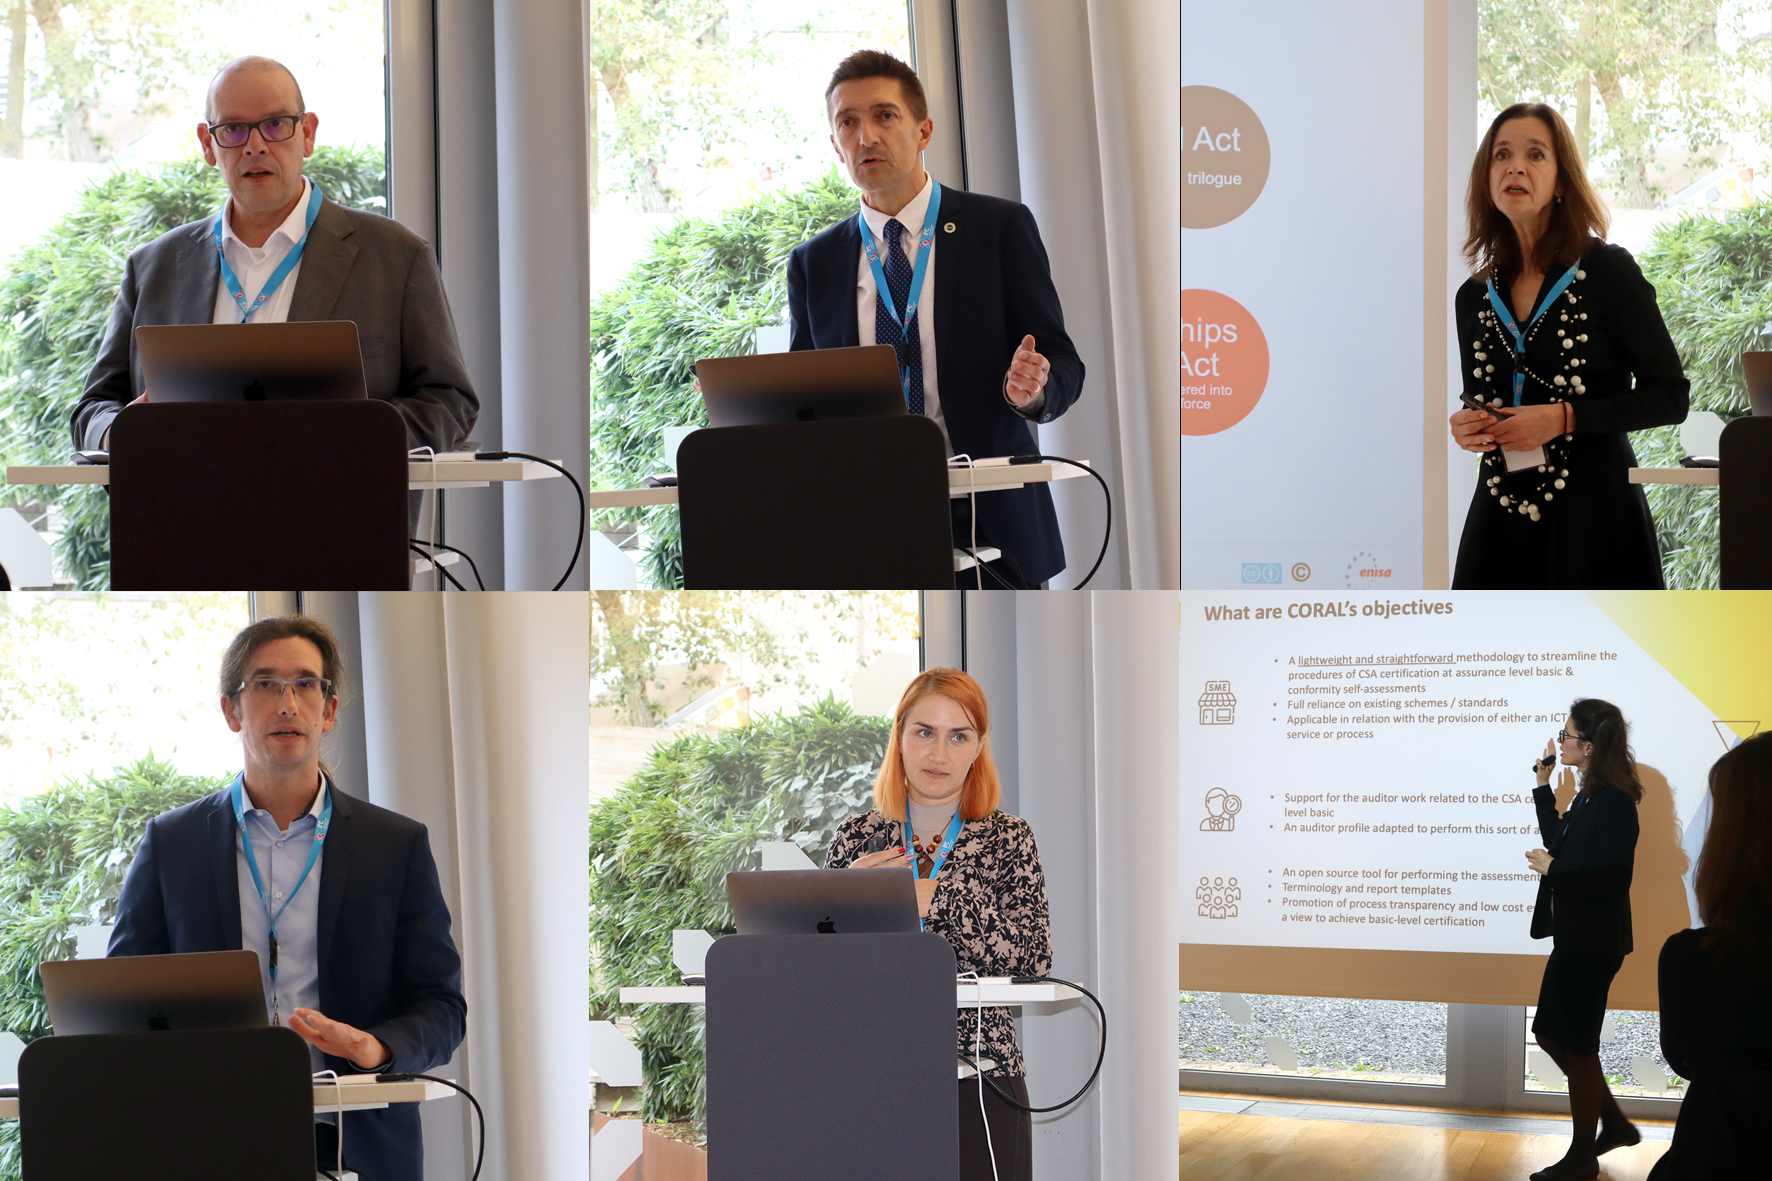 Act
trilogue
hips
Act
ered into
force
enisa
What are CORAL's objectives
• A lightweight and straightforward methodology to streamline the
procedures of CSA certification at assurance level basic &
conformity self-assessments
• Full reliance on existing schemes / standards
• Applicable in relation with the provision of either an ICT
service or process
SME
• Support for the auditor work related to the CSA ce
level basic
• An auditor profile adapted to perform this sort of a
• An open source tool for performing the assessment
• Terminology and report templates
• Promotion of process transparency and low cost e
a view to achieve basic-level certification